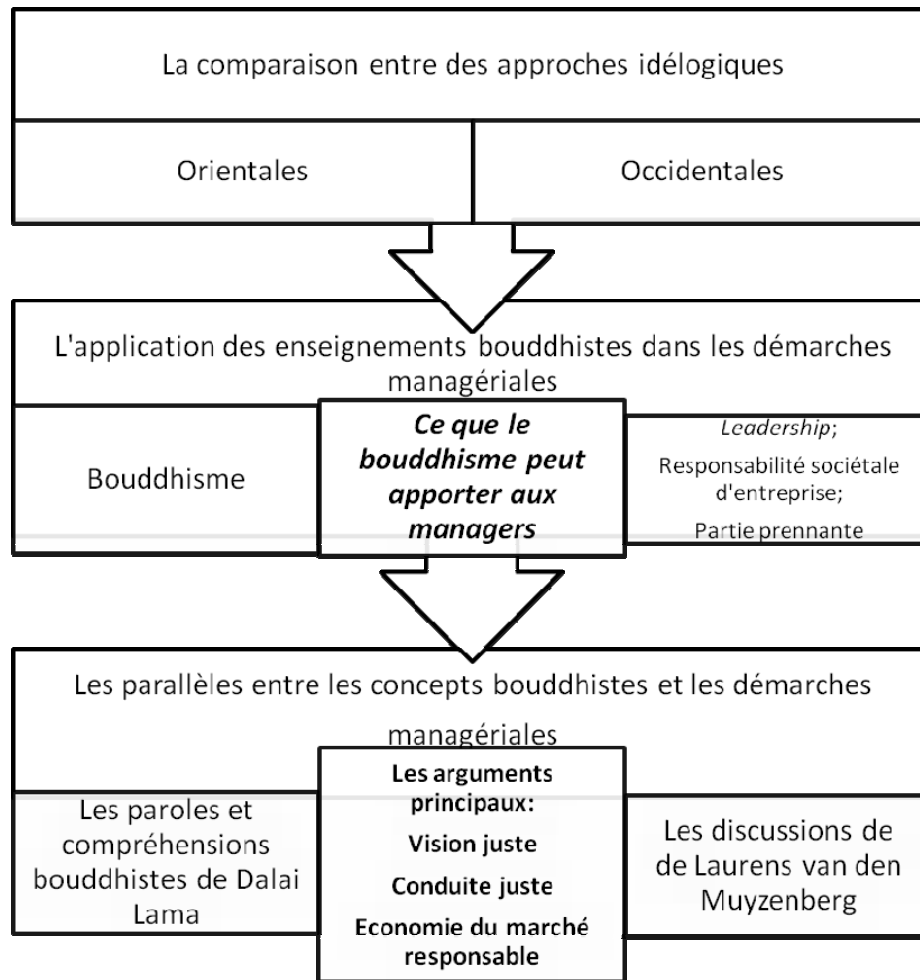 La comparaison entre des approches idélogiques
Orientales
Occidentales
L'application des enseignements bouddhistes dans les démarches
managériales
Bouddhisme
Ce que le
bouddhisme peut
apporter aux
managers
Leadership;
Responsabilité sociétale
d'entreprise;
Partie prennante
Les parallèles entre les concepts bouddhistes et les démarches
managériales
Les paroles et
compréhensions
bouddhistes de Dalai
Lama
Les arguments
principaux:
Vision juste
Conduite juste
Economie du marché
responsable
Les discussions de
de Laurens van den
Muyzenberg